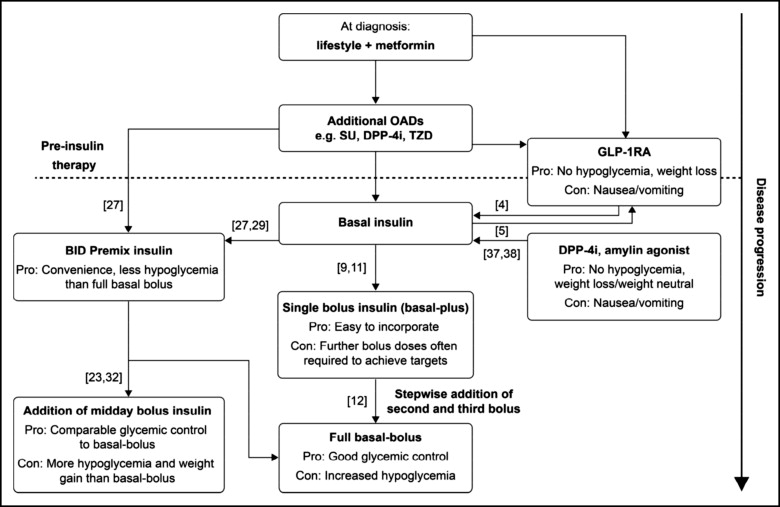 At diagnosis:
lifestyle + metformin
Additional OADs
e.g. SU, DPP-4i, TZD
Pre-insulin
therapy
GLP-1RA
Pro: No hypoglycemia, weight loss
Con: Nausea/vomiting
[27]
[4]
[27,29]
Basal insulin
[5]
BID Premix insulin
Pro: Convenience, less hypoglycemia
than full basal bolus
[37,38]
DPP-4i, amylin agonist
Pro: No hypoglycemia,
weight loss/weight neutral
Con: Nausea/vomiting
[9,11]
Single bolus insulin (basal-plus)
Pro: Easy to incorporate
Con: Further bolus doses often
required to achieve targets
[23,32]
[12]
Stepwise addition of
second and third bolus
Addition of midday bolus insulin
Pro: Comparable glycemic control
to basal-bolus
Con: More hypoglycemia and weight
gain than basal-bolus
Full basal-bolus
Pro: Good glycemic control
Con: Increased hypoglycemia
Disease progression